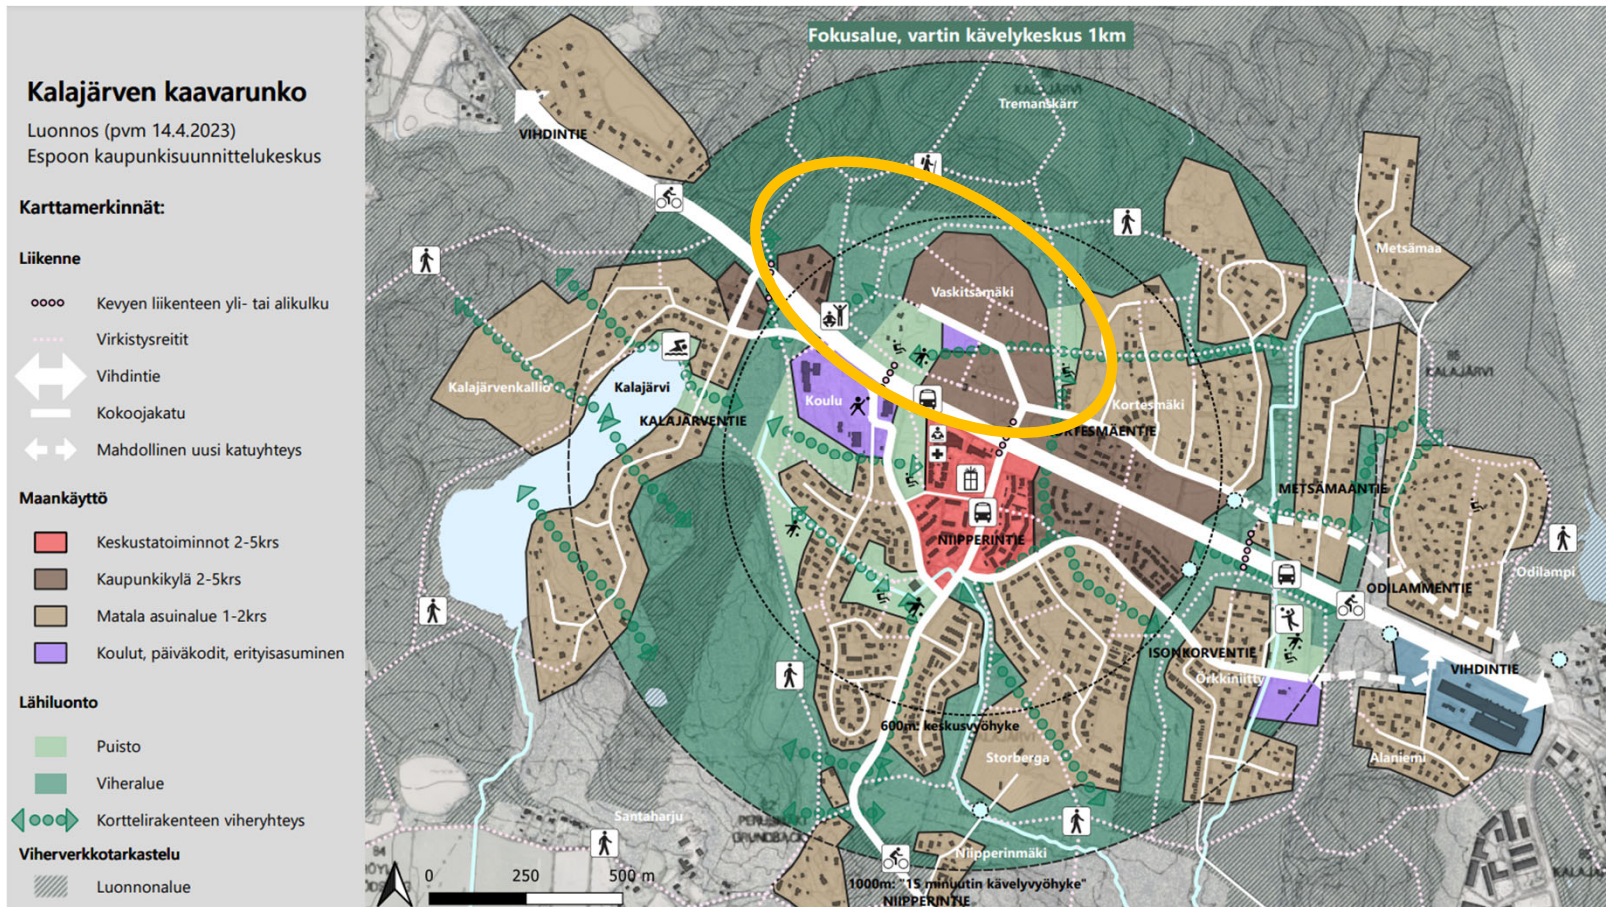 Kalajärven kaavarunko
Luonnos (pvm 14.4.2023)
Espoon kaupunkisuunnittelukeskus
Karttamerkinnät:
Liikenne
Kevyen liikenteen yli- tai alikulku
Virkistysreitit
Vihdintie
Kokoojakatu
Mahdollinen uusi katuyhteys
Maankäyttö
Keskustatoiminnot 2-5krs
Kaupunkikylä 2-5krs
Matala asuinalue 1-2krs
Koulut, päiväkodit, erityisasuminen
Lähiluonto
Puisto
Viheralue
Korttelirakenteen viheryhteys
Viherverkkotarkastelu
Luonnonalue
Fokusalue, vartin kävelykeskus 1km
KALAJÄRVI
Tremanskärr
VIHDINTIE
Metsämaa
Vaskitsamäki
KALAJÄRVI
Kalajärvenkallio
Kalajärvi
Koulu
Kortesmäki
KALAJÄRVENTIE
METSÄMAANTIE
NIIPPERINTIE
Odilampi
ODILAMMENTIE
ISONKORVENTIE
VIHDINTIE
Orkkiniitty
600m: keskusvyöhyke
Storberga
Alaniemi
Santaharju
Niipperinmäki
0 250 500 m
1000m: "15 minuutin kävelyvyöhyke"
NIIPPERINTIE